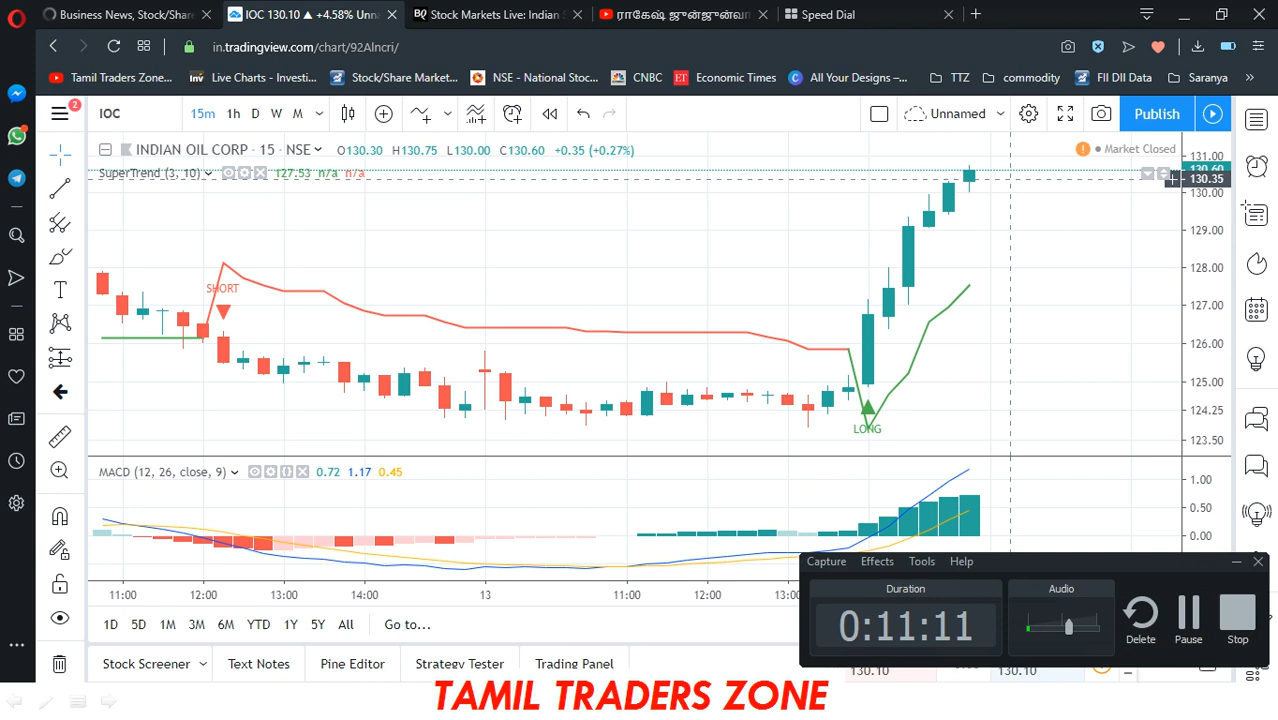 Business News, Stock/Share
IOC 130.10 ▲ +4.58% Unna
BQ Stock Markets Live: Indian S
ராகேஷ் ஜுன்ஜுன்வா
Speed Dial
in.tradingview.com/chart/92Alncri/
Tamil Traders Zone... Inv Live Charts - Investi... Stock/Share Market... NSE - National Stoc... CNBC ET Economic Times C All Your Designs –... TTZ commodity FII DII Data Saranya »
2 IOC 15m 1h D W M Unnamed Publish
INDIAN OIL CORP • 15 • NSE O130.30 H130.75 L130.00 C130.60 +0.35 (+0.27%) Market Closed
SuperTrend (3, 10) 127.53 n/a n/a
SHORT
LONG
131.00
130.60
130.35
130.00
129.00
128.00
127.00
126.00
125.00
124.25
123.50
MACD (12, 26, close, 9) 0.72 1.17 0.45
1.00
0.50
0.00
11:00 12:00 13:00 14:00 13 11:00 12:00 13:00
1D 5D 1M 3M 6M YTD 1Y 5Y All Go to...
Stock Screener Text Notes Pine Editor Strategy Tester Trading Panel
Capture Effects Tools Help
Duration Audio
0:11:11
Delete Pause Stop
130.10 130.10
TAMIL TRADERS ZONE